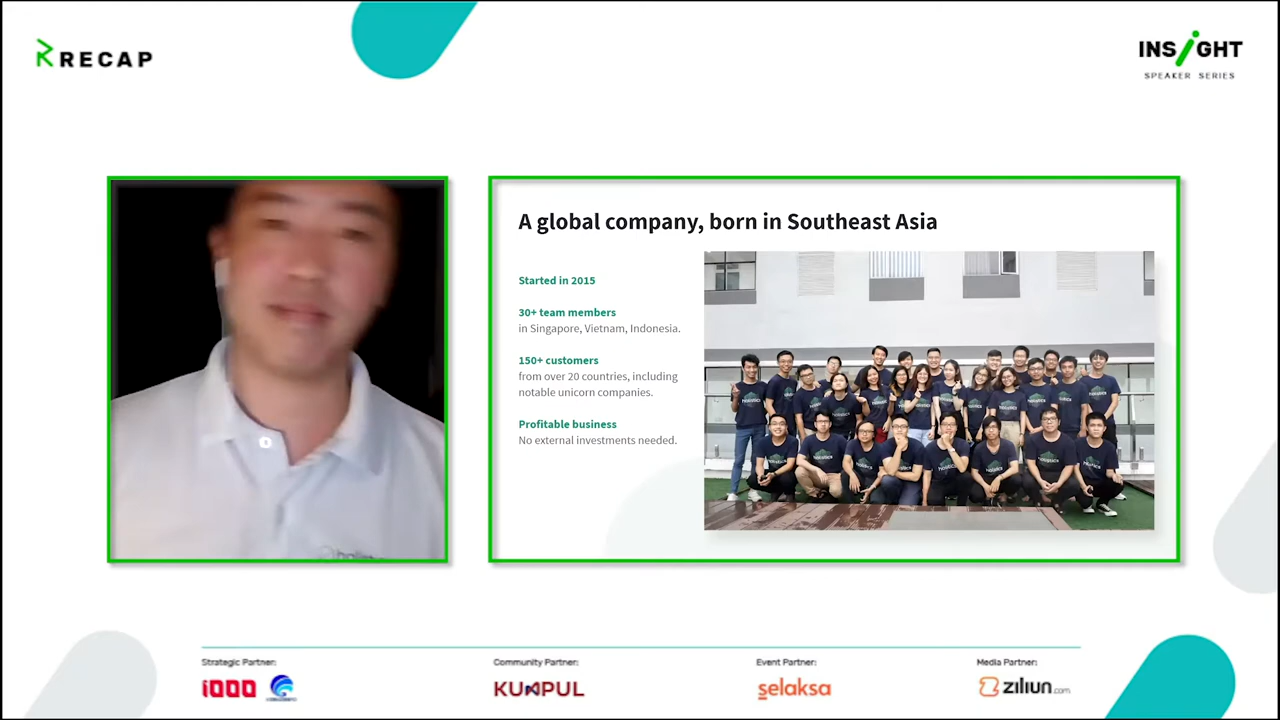 RECAP
INSiGHT
SPEAKER SERIES
A global company, born in Southeast Asia
Started in 2015
30+ team members
in Singapore, Vietnam, Indonesia.
150+ customers
from over 20 countries, including
notable unicorn companies.
Profitable business
No external investments needed.
holistics
Strategic Partner:
Community Partner:
Event Partner:
Media Partner:
KUMPUL
selaksa
ziliun.com